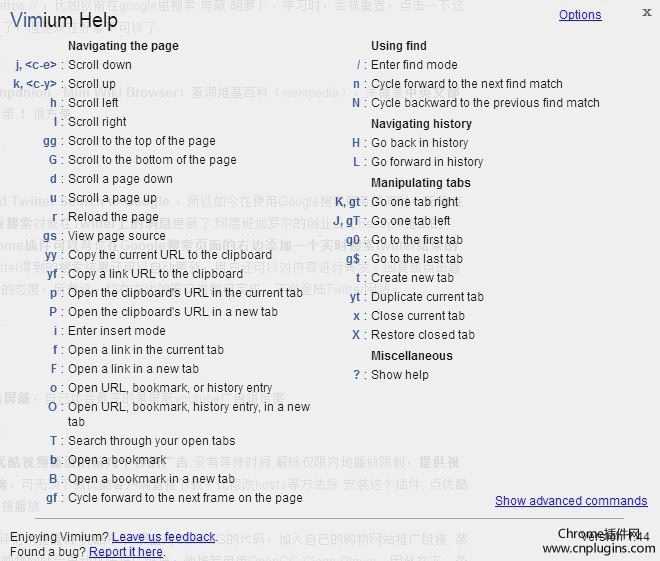 Vimium Help
Options
x
Navigating the page
j, <c-e> : Scroll down
k, <c-y> : Scroll up
h : Scroll left
l : Scroll right
gg : Scroll to the top of the page
G : Scroll to the bottom of the page
d : Scroll a page down
u : Scroll a page up
r : Reload the page
gs : View page source
yy : Copy the current URL to the clipboard
yf : Copy a link URL to the clipboard
p : Open the clipboard's URL in the current tab
P : Open the clipboard's URL in a new tab
i : Enter insert mode
f : Open a link in the current tab
F : Open a link in a new tab
o : Open URL, bookmark, or history entry
O : Open URL, bookmark, history entry, in a new
tab
T : Search through your open tabs
b : Open a bookmark
B : Open a bookmark in a new tab
gf : Cycle forward to the next frame on the page
Using find
/ : Enter find mode
n : Cycle forward to the next find match
N : Cycle backward to the previous find match
Navigating history
H : Go back in history
L : Go forward in history
Manipulating tabs
K, gt : Go one tab right
J, gT : Go one tab left
g0 : Go to the first tab
g$ : Go to the last tab
t : Create new tab
yt : Duplicate current tab
x : Close current tab
X : Restore closed tab
Miscellaneous
? : Show help
Show advanced commands
Enjoying Vimium? Leave us feedback.
Found a bug? Report it here.
Version 1.44
Chrome插件网
www.cnplugins.com